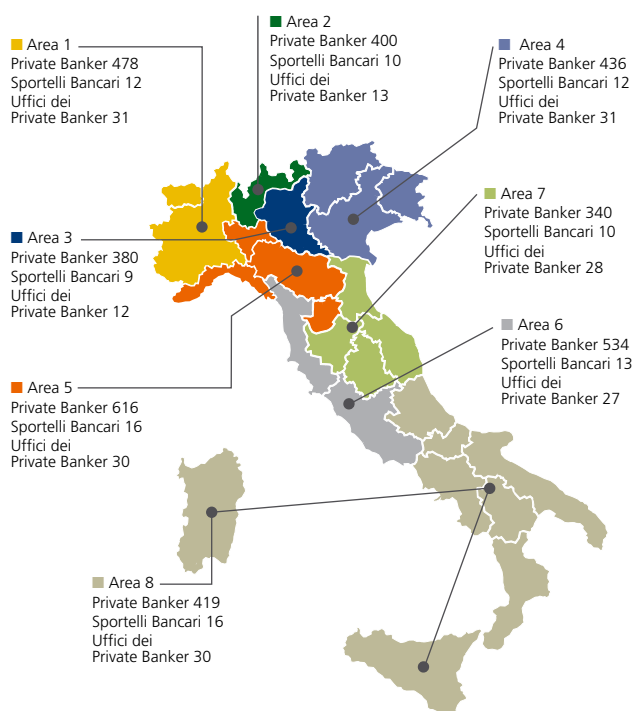 Area 1
Private Banker 478
Sportelli Bancari 12
Uffici dei
Private Banker 31
Area 2
Private Banker 400
Sportelli Bancari 10
Uffici dei
Private Banker 13
Area 4
Private Banker 436
Sportelli Bancari 12
Uffici dei
Private Banker 31
Area 3
Private Banker 380
Sportelli Bancari 9
Uffici dei
Private Banker 12
Area 7
Private Banker 340
Sportelli Bancari 10
Uffici dei
Private Banker 28
Area 5
Private Banker 616
Sportelli Bancari 16
Uffici dei
Private Banker 30
Area 6
Private Banker 534
Sportelli Bancari 13
Uffici dei
Private Banker 27
Area 8
Private Banker 419
Sportelli Bancari 16
Uffici dei
Private Banker 30